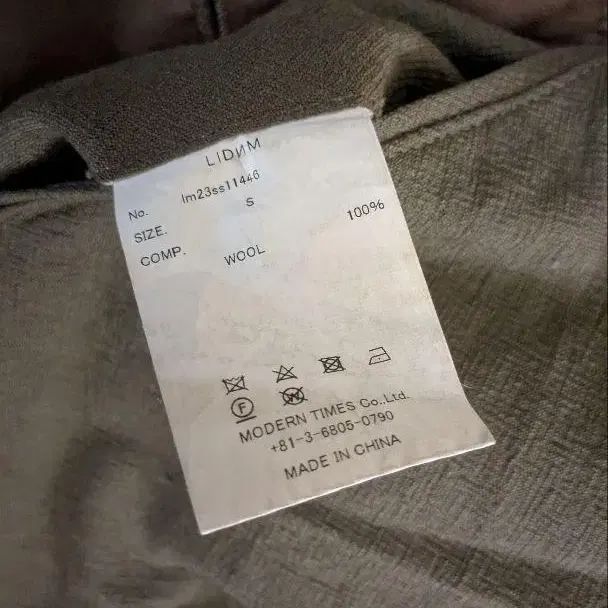 LIDИM
No. lm23ss11446
SIZE. S
COMP. WOOL 100%
F W
MODERN TIMES Co.,Ltd.
+81-3-6805-0790
MADE IN CHINA